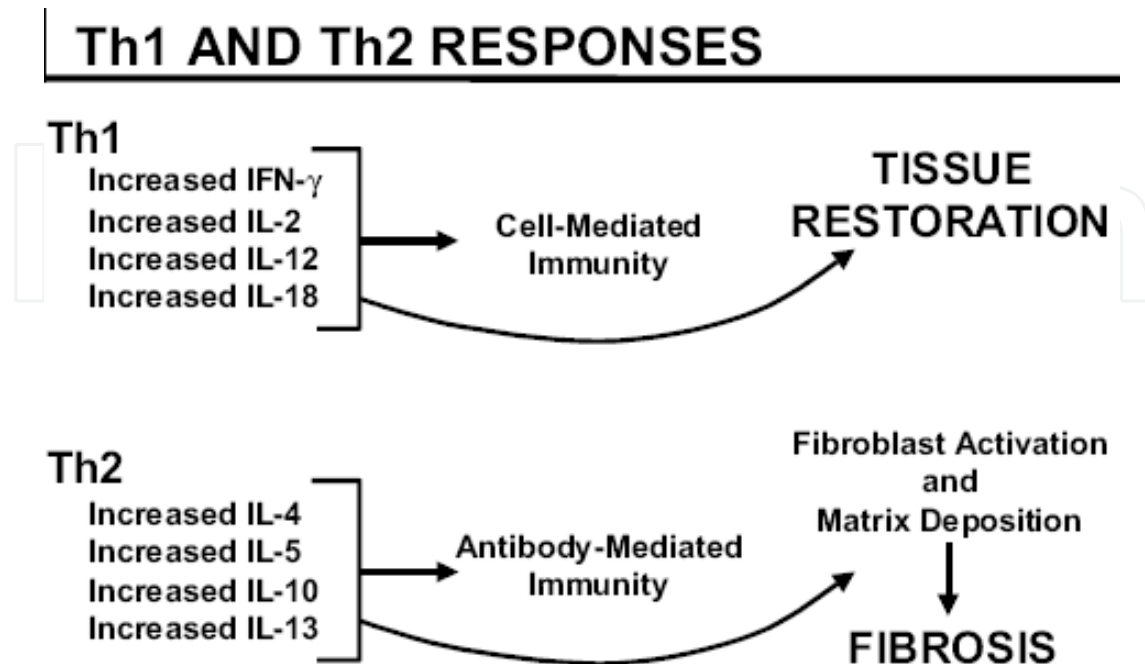 Th1 AND Th2 RESPONSES
Th1
Increased IFN-γ
Increased IL-2
Increased IL-12
Increased IL-18
Cell-Mediated
Immunity
TISSUE
RESTORATION
Th2
Increased IL-4
Increased IL-5
Increased IL-10
Increased IL-13
Antibody-Mediated
Immunity
Fibroblast Activation
and
Matrix Deposition
FIBROSIS